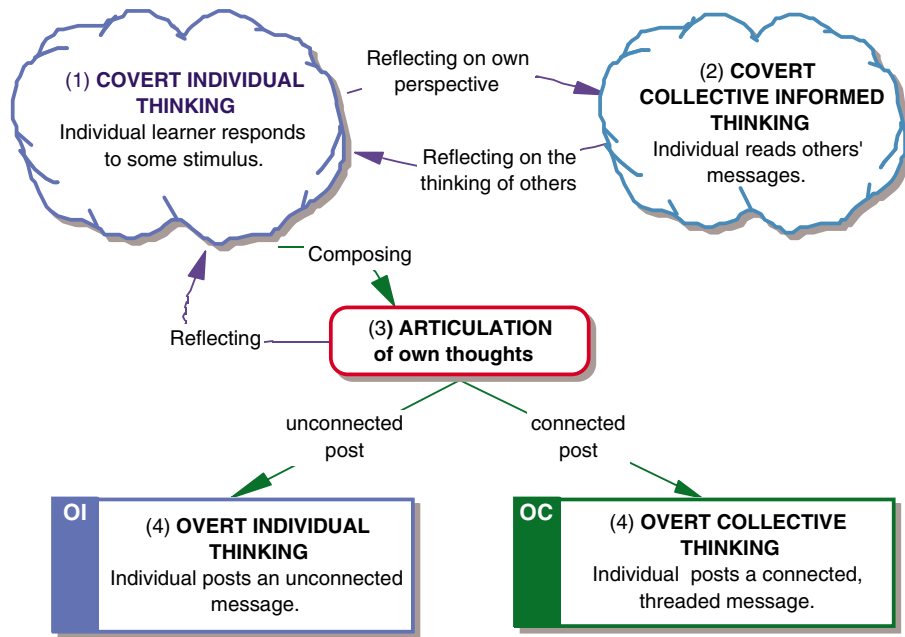 (1) COVERT INDIVIDUAL
THINKING
Individual learner responds
to some stimulus.
Reflecting on own
perspective
(2) COVERT
COLLECTIVE INFORMED
THINKING
Individual reads others'
messages.
Reflecting on the
thinking of others
Composing
Reflecting
(3) ARTICULATION
of own thoughts
unconnected
post
connected
post
OI
(4) OVERT INDIVIDUAL
THINKING
Individual posts an unconnected
message.
OC
(4) OVERT COLLECTIVE
THINKING
Individual posts a connected,
threaded message.